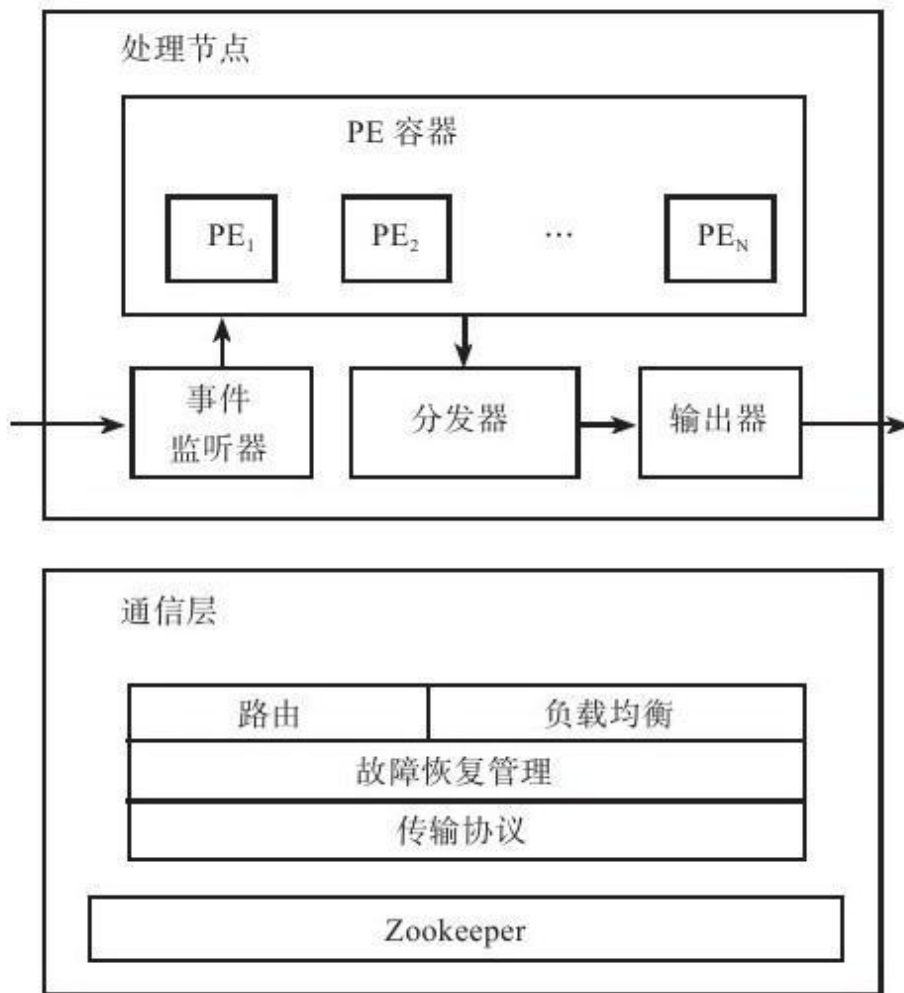 处理节点
PE 容器
PE₁ PE₂ … PE_N
事件
监听器
分发器
输出器
通信层
路由 负载均衡
故障恢复管理
传输协议
Zookeeper